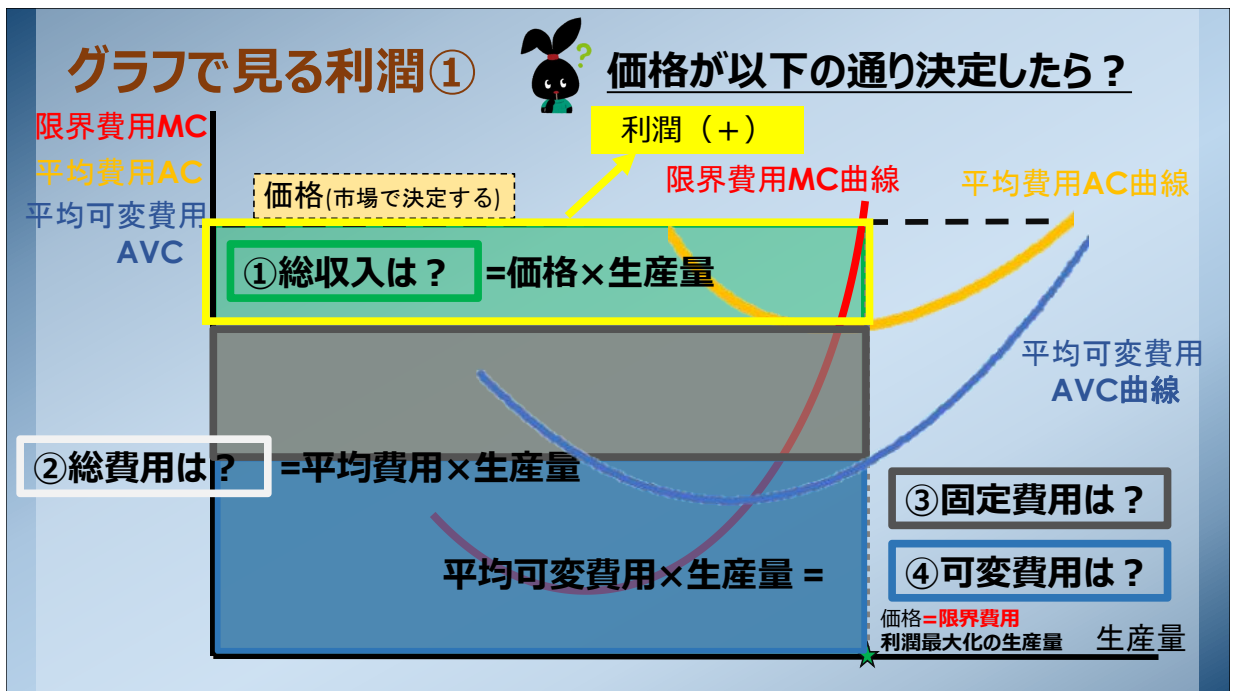 グラフで見る利潤①
?
価格が以下の通り決定したら？
限界費用MC
平均費用AC
平均可変費用
AVC
利潤（+）
価格(市場で決定する)
限界費用MC曲線
平均費用AC曲線
①総収入は？
=価格×生産量
平均可変費用
AVC曲線
②総費用は？
=平均費用×生産量
③固定費用は？
平均可変費用×生産量 =
④可変費用は？
価格=限界費用
利潤最大化の生産量
生産量